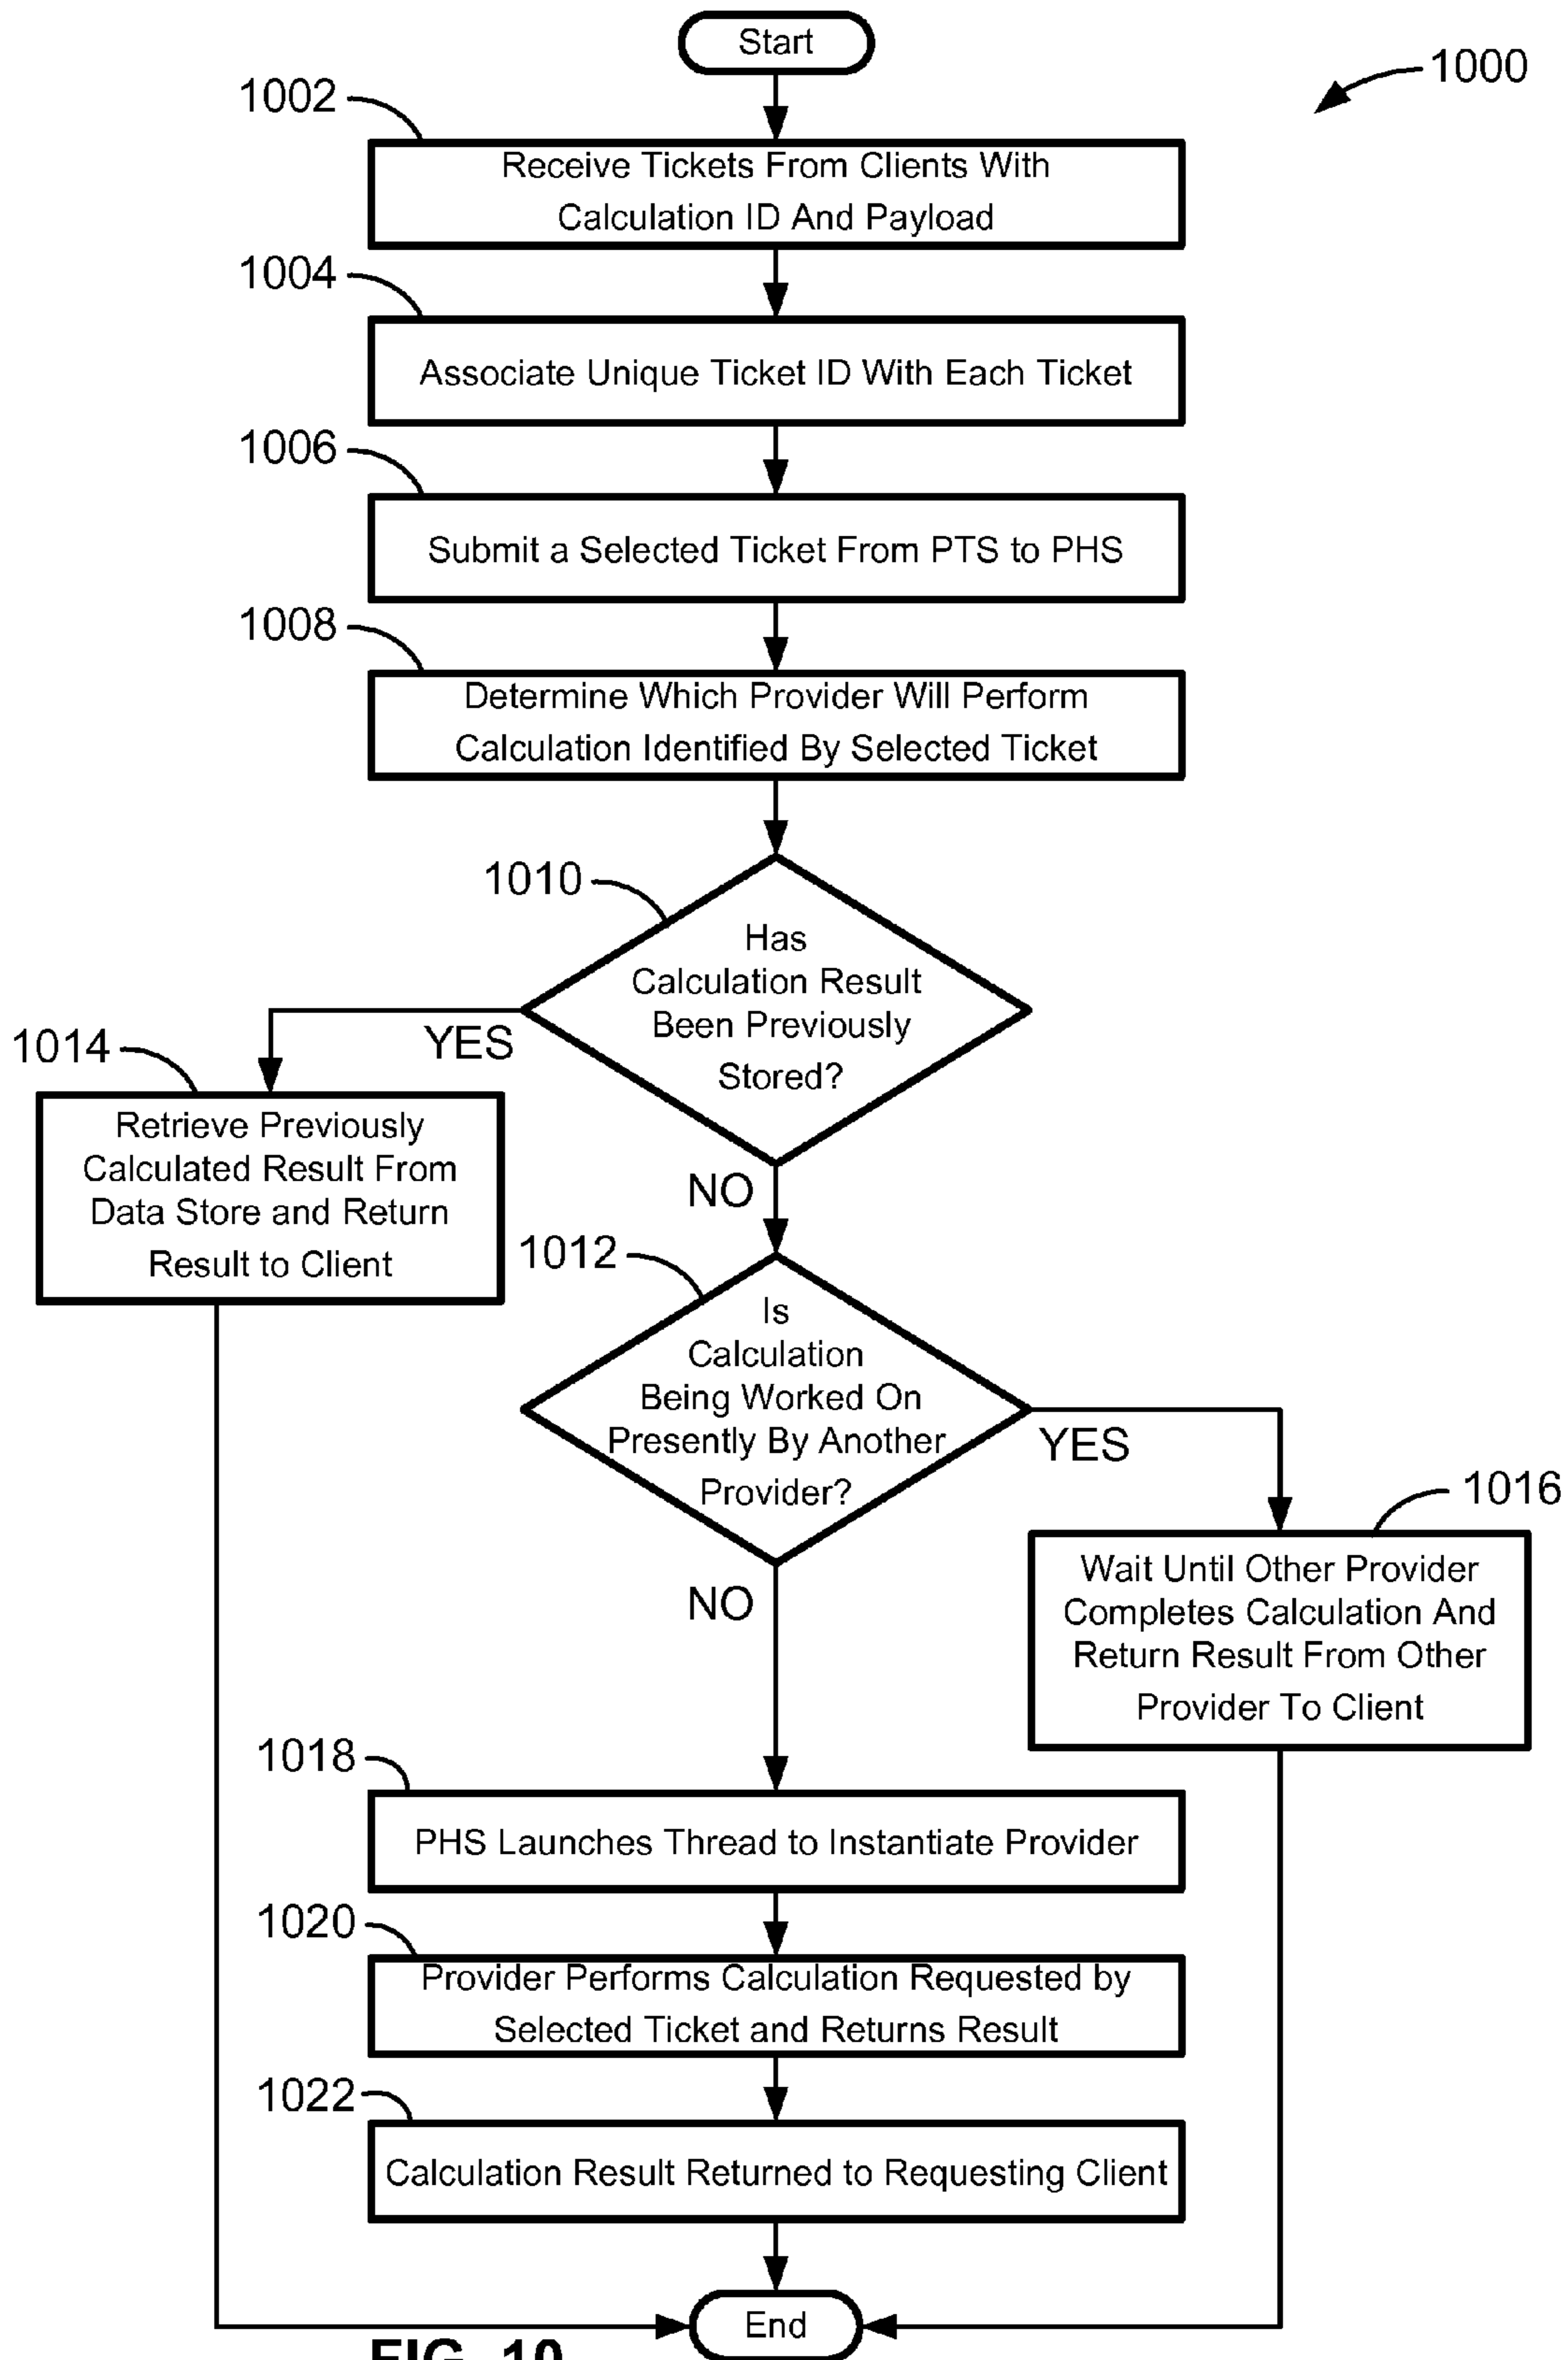 Start
1000
1002
Receive Tickets From Clients With
Calculation ID And Payload
1004
Associate Unique Ticket ID With Each Ticket
1006
Submit a Selected Ticket From PTS to PHS
1008
Determine Which Provider Will Perform
Calculation Identified By Selected Ticket
1010
Has
Calculation Result
Been Previously
Stored?
YES
1014
Retrieve Previously
Calculated Result From
Data Store and Return
Result to Client
NO
1012
Is
Calculation
Being Worked On
Presently By Another
Provider?
YES
1016
Wait Until Other Provider
Completes Calculation And
Return Result From Other
Provider To Client
NO
1018
PHS Launches Thread to Instantiate Provider
1020
Provider Performs Calculation Requested by
Selected Ticket and Returns Result
1022
Calculation Result Returned to Requesting Client
End
FIG. 10